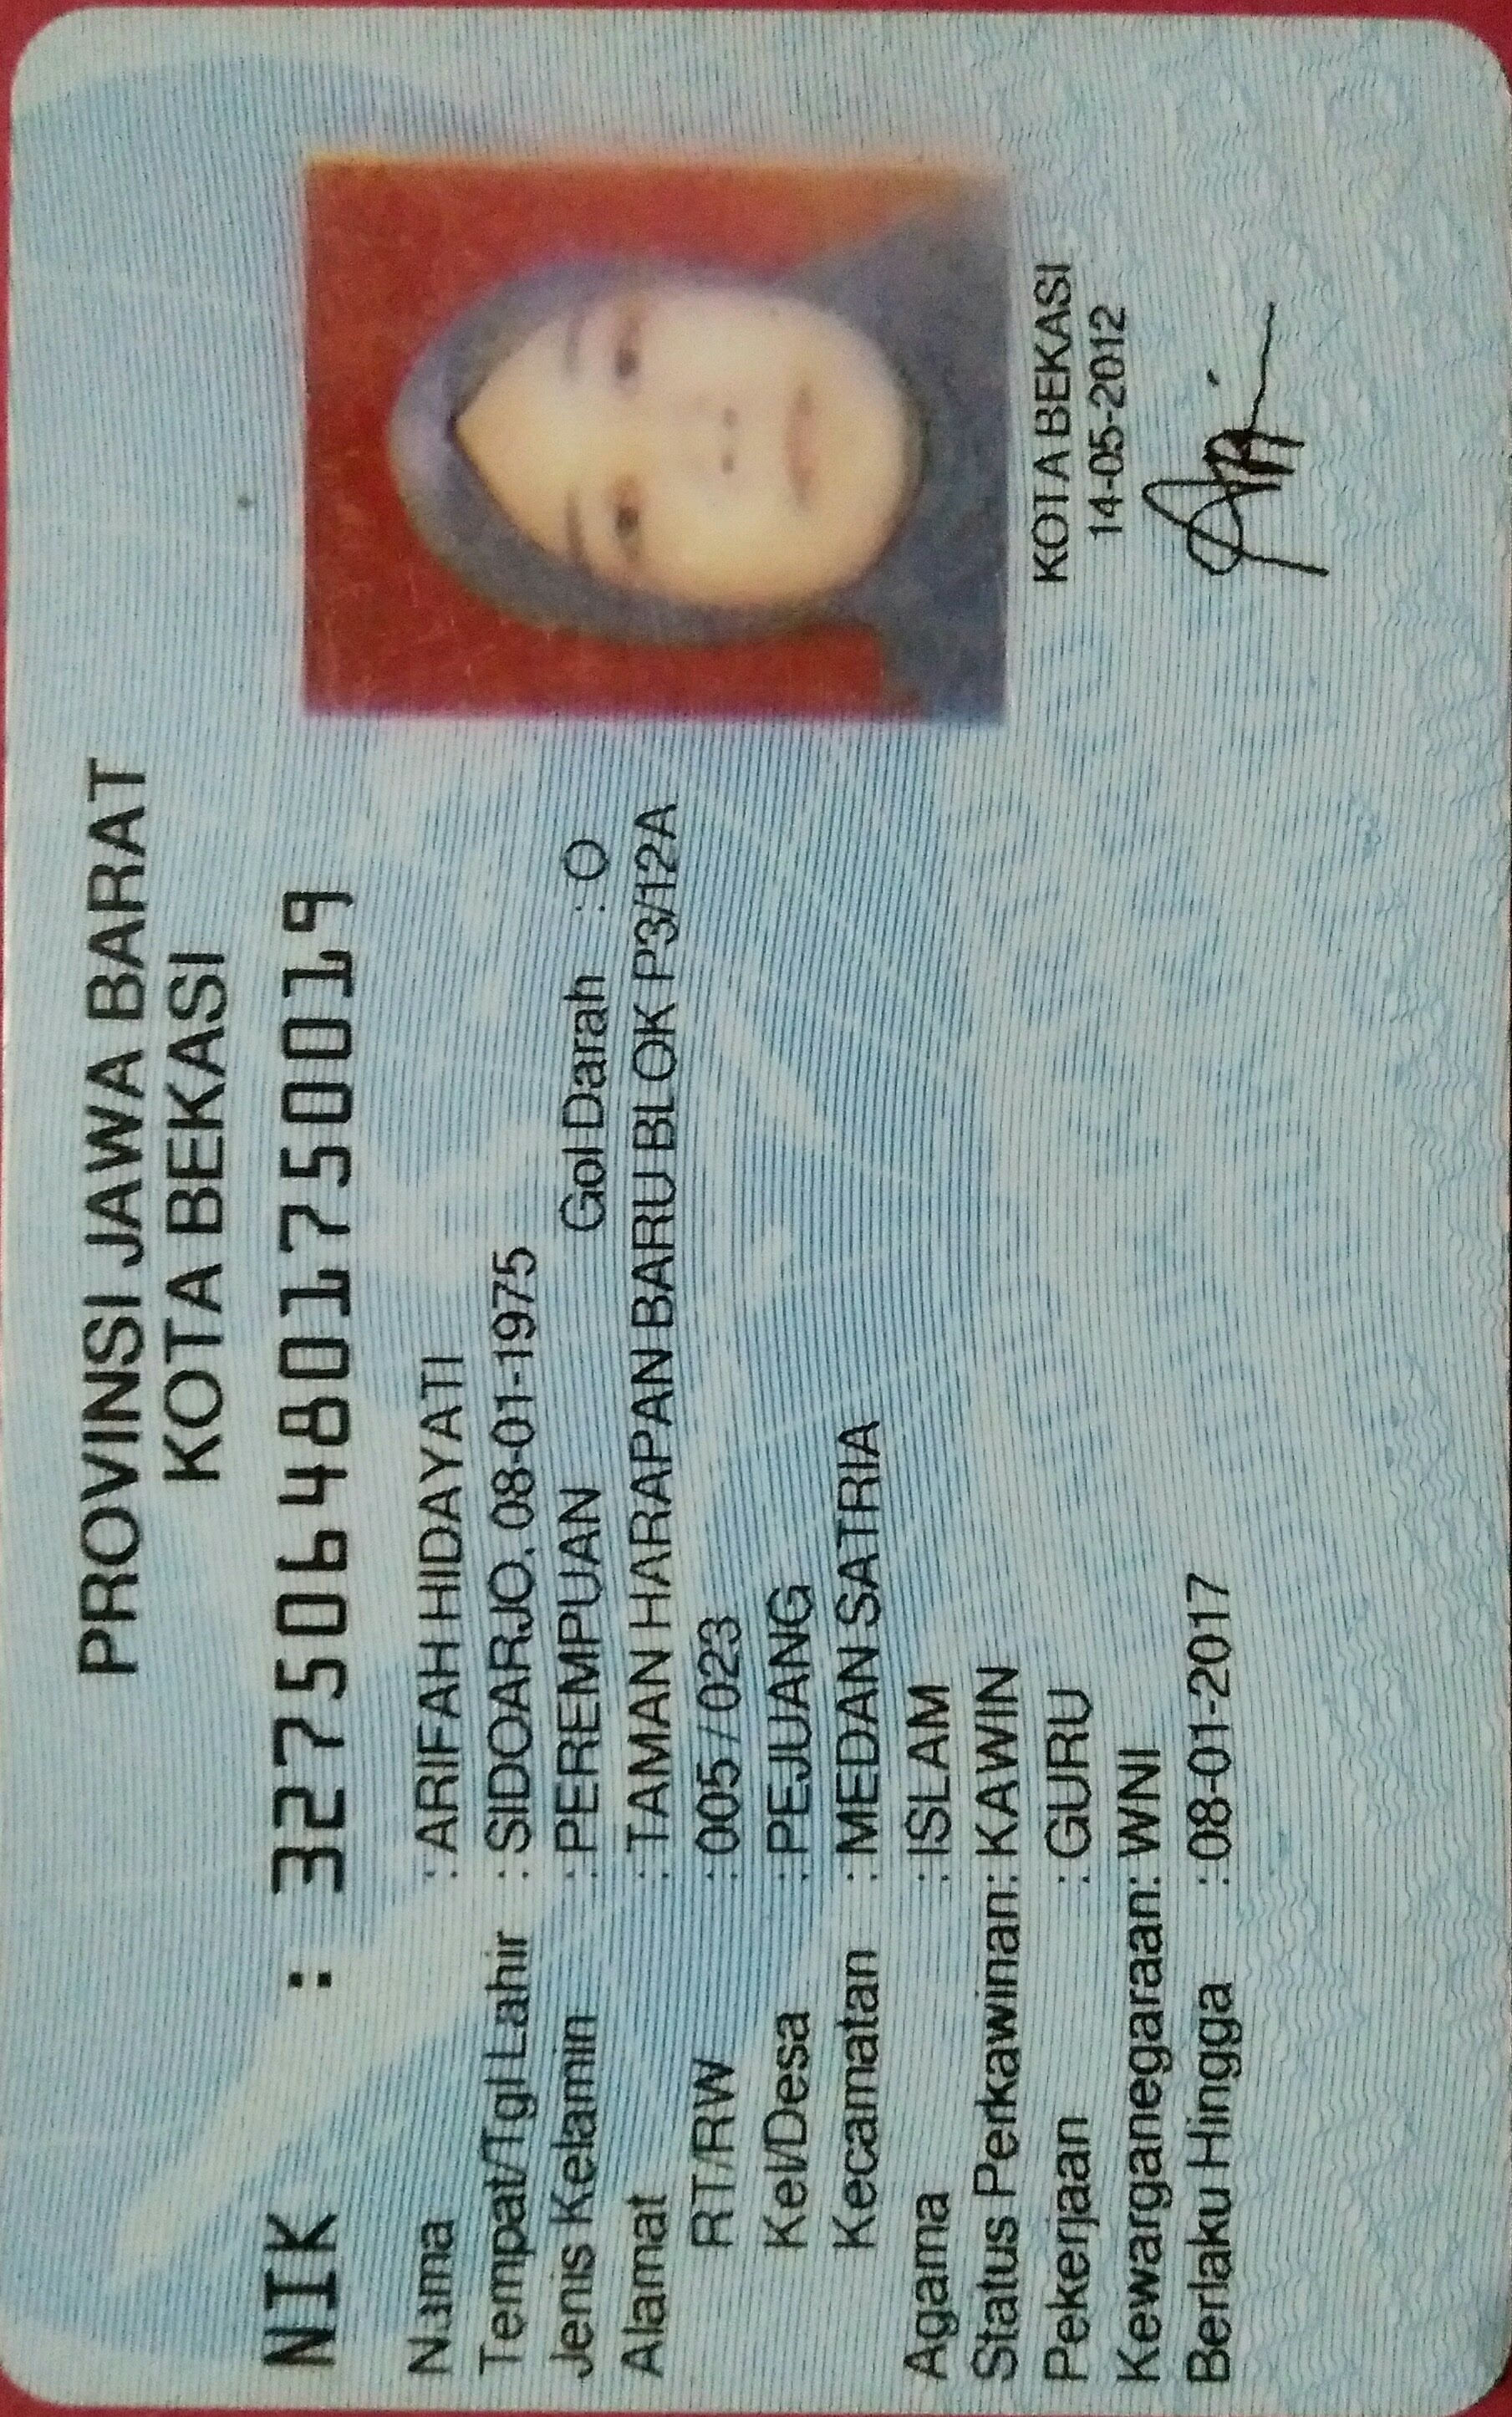 PROVINSI JAWA BARAT
KOTA BEKASI
NIK : 3275064801750019
Nama : ARIFAH HIDAYATI
Tempat/Tgl Lahir : SIDOARJO, 08-01-1975
Jenis Kelamin : PEREMPUAN Gol Darah : O
Alamat : TAMAN HARAPAN BARU BLOK P3/12A
RT/RW : 005 / 023
Kel/Desa : PEJUANG
Kecamatan : MEDAN SATRIA
Agama : ISLAM
Status Perkawinan: KAWIN
Pekerjaan : GURU
Kewarganegaraan: WNI
Berlaku Hingga : 08-01-2017
KOTA BEKASI
14-05-2012